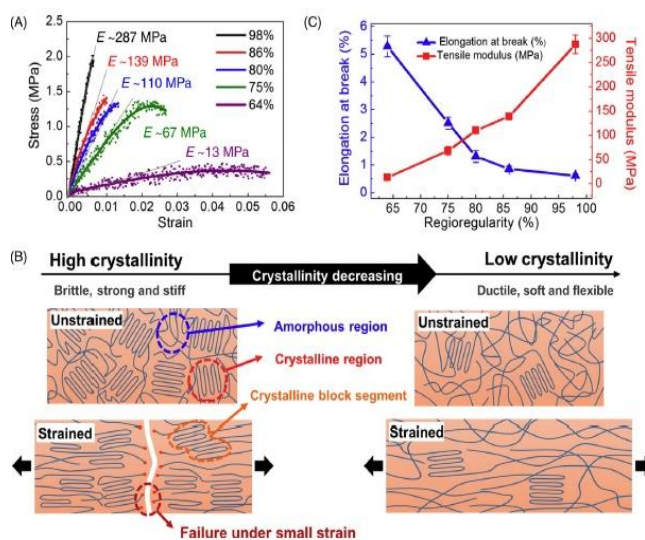 (A)
Stress (MPa)
2.5
2.0
1.5
1.0
0.5
0.0
E ~287 MPa
E ~139 MPa
E ~110 MPa
E ~67 MPa
E ~13 MPa
98%
86%
80%
75%
64%
0.00 0.01 0.02 0.03 0.04 0.05 0.06
Strain
(C)
Elongation at break (%)
6
5
4
3
2
1
0
Elongation at break (%)
Tensile modulus (MPa)
300
250
200
150
100
50
0
Tensile modulus (MPa)
65 70 75 80 85 90 95 100
Regioregularity (%)
(B)
High crystallinity
Crystallinity decreasing
Low crystallinity
Brittle, strong and stiff
Ductile, soft and flexible
Unstrained
Amorphous region
Crystalline region
Crystalline block segment
Unstrained
Strained
Failure under small strain
Strained